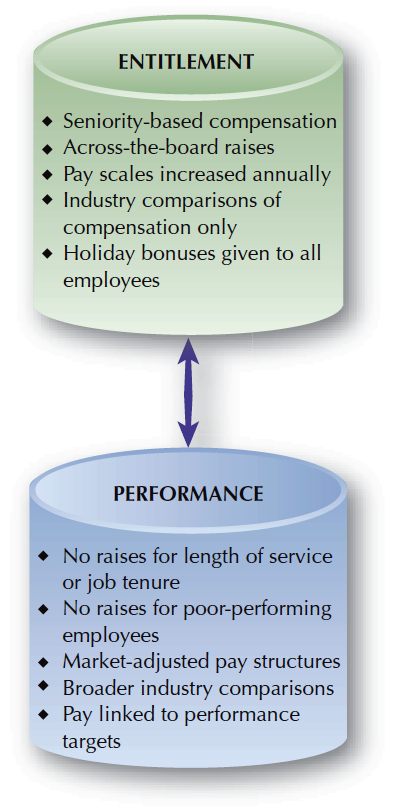 ENTITLEMENT
◆ Seniority-based compensation
◆ Across-the-board raises
◆ Pay scales increased annually
◆ Industry comparisons of
compensation only
◆ Holiday bonuses given to all
employees
PERFORMANCE
◆ No raises for length of service
or job tenure
◆ No raises for poor-performing
employees
◆ Market-adjusted pay structures
◆ Broader industry comparisons
◆ Pay linked to performance
targets